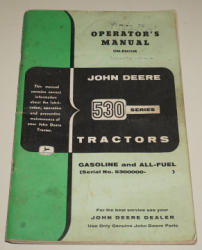 OPERATOR'S
MANUAL
JOHN DEERE
This manual
contains correct
information
about the lubri-
cation, operation
and preventive
maintenance of
your John Deere
Tractor.
530 SERIES
TRACTORS
GASOLINE and ALL-FUEL
(Serial No. 5300000- )
For the best service see your
JOHN DEERE DEALER
Use Only Genuine John Deere Parts